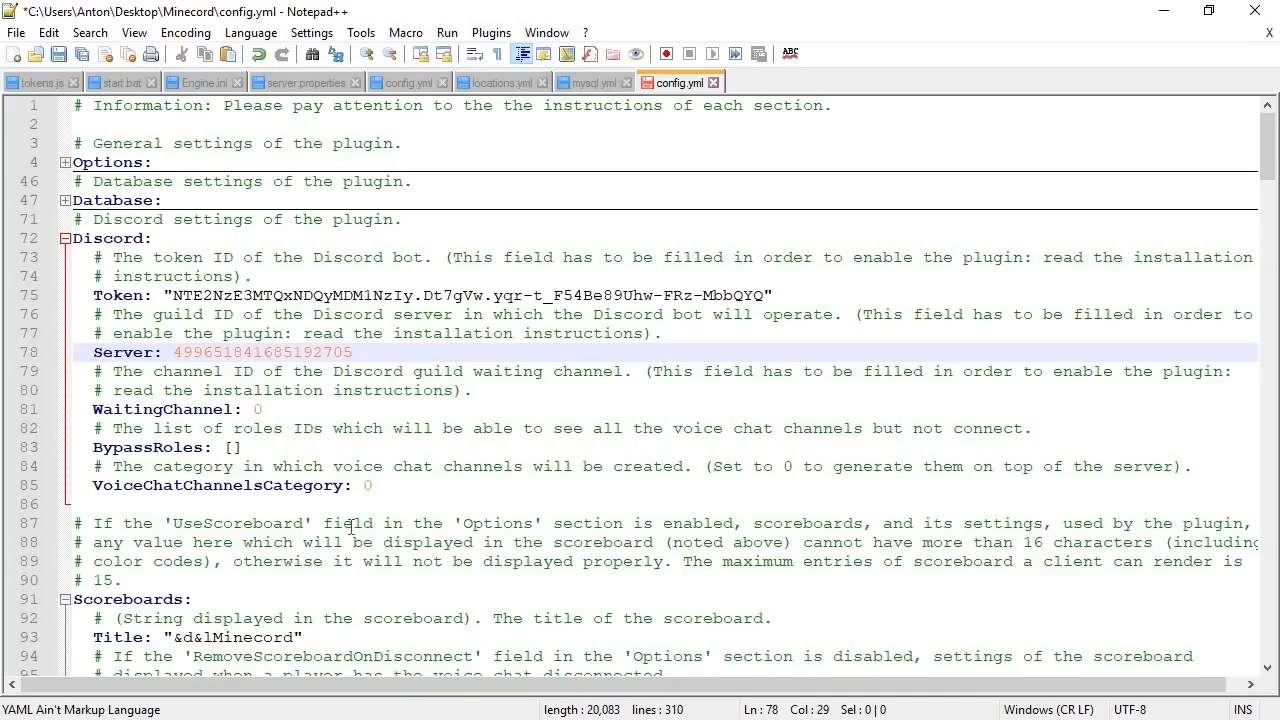 *C:\Users\Anton\Desktop\Minecord\config.yml - Notepad++
File Edit Search View Encoding Language Settings Tools Macro Run Plugins Window ? X
tokens.js start.bat Engine.ini server.properties config.yml locations.yml mysql.yml config.yml
1 # Information: Please pay attention to the the instructions of each section.
2
3 # General settings of the plugin.
4 Options:
46 # Database settings of the plugin.
47 Database:
71 # Discord settings of the plugin.
72 Discord:
73 # The token ID of the Discord bot. (This field has to be filled in order to enable the plugin: read the installation
74 # instructions).
75 Token: "NTE2NzE3MTQxNDQyMDM1NzIy.Dt7gVw.yqr-t_F54Be89Uhw-FRz-MbbQYQ"
76 # The guild ID of the Discord server in which the Discord bot will operate. (This field has to be filled in order to
77 # enable the plugin: read the installation instructions).
78 Server: 499651841685192705
79 # The channel ID of the Discord guild waiting channel. (This field has to be filled in order to enable the plugin:
80 # read the installation instructions).
81 WaitingChannel: 0
82 # The list of roles IDs which will be able to see all the voice chat channels but not connect.
83 BypassRoles: []
84 # The category in which voice chat channels will be created. (Set to 0 to generate them on top of the server).
85 VoiceChatChannelsCategory: 0
86
87 # If the 'UseScoreboard' field in the 'Options' section is enabled, scoreboards, and its settings, used by the plugin,
88 # any value here which will be displayed in the scoreboard (noted above) cannot have more than 16 characters (including
89 # color codes), otherwise it will not be displayed properly. The maximum entries of scoreboard a client can render is
90 # 15.
91 Scoreboards:
92 # (String displayed in the scoreboard). The title of the scoreboard.
93 Title: "&d&lMinecord"
94 # If the 'RemoveScoreboardOnDisconnect' field in the 'Options' section is disabled, settings of the scoreboard
95 # displayed when a player has the voice chat disconnected.
YAML Ain't Markup Language length : 20,083 lines : 310 Ln : 78 Col : 29 Sel : 0 | 0 Windows (CR LF) UTF-8 INS